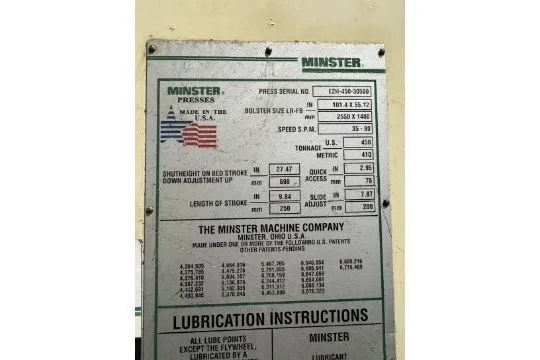 MINSTER®
MINSTER®
PRESSES
MADE IN THE
U.S.A.
PRESS SERIAL NO. E2H-450-30500
BOLSTER SIZE LR-FB IN 101.4 X 55.12
mm 2550 X 1400
SPEED S.P.M. 35 - 80
TONNAGE U.S. 450
METRIC 410
SHUTHEIGHT ON BED STROKE DOWN ADJUSTMENT UP IN 27.47
mm 698
QUICK ACCESS IN 2.95
mm 75
LENGTH OF STROKE IN 9.84
mm 250
SLIDE ADJUST IN 7.87
mm 200
THE MINSTER MACHINE COMPANY
MINSTER, OHIO U.S.A.
MADE UNDER ONE OR MORE OF THE FOLLOWING U.S. PATENTS
OTHER PATENTS PENDING
LUBRICATION INSTRUCTIONS
ALL LUBE POINTS
EXCEPT THE FLYWHEEL,
LUBRICATED BY A
MINSTER
LUBRICANT